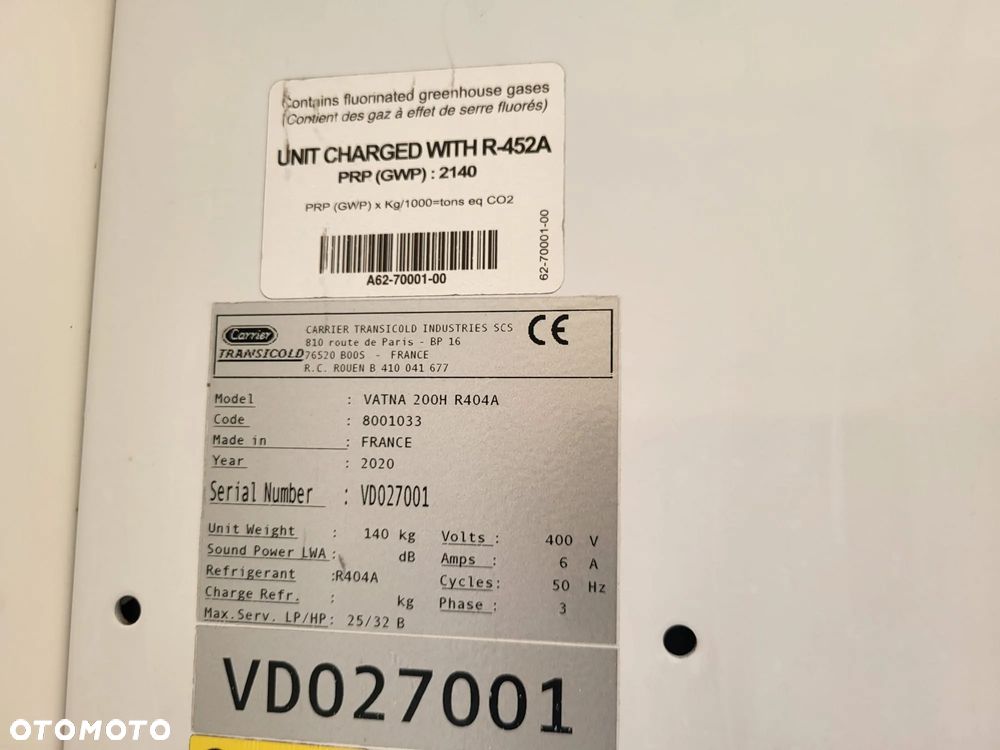 Contains fluorinated greenhouse gases
(Contient des gaz à effet de serre fluorés)
UNIT CHARGED WITH R-452A
PRP (GWP) : 2140
PRP (GWP) x Kg/1000=tons eq CO2
A62-70001-00
62-70001-00
Carrier
TRANSICOLD
CARRIER TRANSICOLD INDUSTRIES SCS
810 route de Paris - BP 16
76520 BOOS - FRANCE
R.C. ROUEN B 410 041 677
CE
Model : VATNA 200H R404A
Code : 8001033
Made in : FRANCE
Year : 2020
Serial Number : VD027001
Unit Weight : 140 kg
Sound Power LWA : dB
Refrigerant :R404A
Charge Refr. : kg
Max.Serv. LP/HP: 25/32 B
Volts : 400 V
Amps : 6 A
Cycles: 50 Hz
Phase : 3
VD027001
OTOMOTO